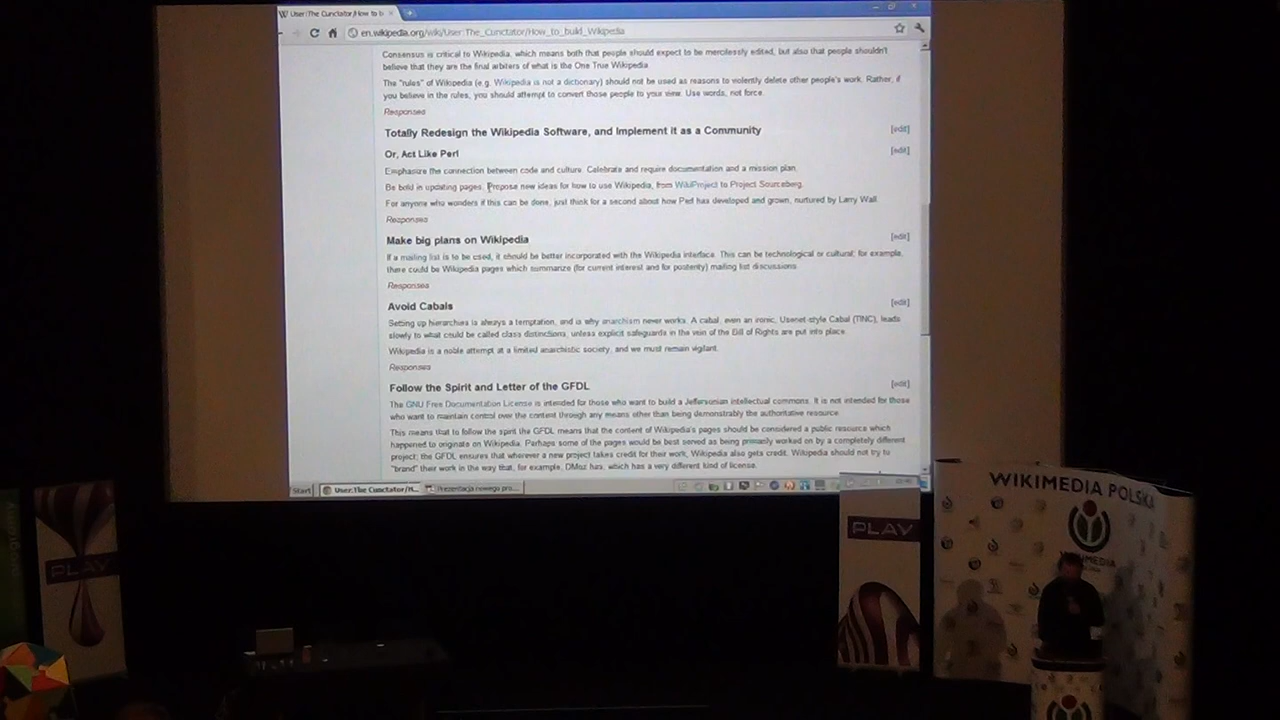 User:The Cunctator/How to b
en.wikipedia.org/wiki/User:The_Cunctator/How_to_build_Wikipedia
Consensus is critical to Wikipedia, which means both that people should expect to be mercilessly edited, but also that people shouldn't
believe that they are the final arbiters of what is the One True Wikipedia
The "rules" of Wikipedia (e.g. Wikipedia is not a dictionary) should not be used as reasons to violently delete other people's work. Rather, if
you believe in the rules, you should attempt to convert those people to your view. Use words, not force.
Responses
Totally Redesign the Wikipedia Software, and Implement it as a Community
[edit]
Or, Act Like Perl
[edit]
Emphasize the connection between code and culture. Celebrate and require documentation and a mission plan.
Be bold in updating pages. Propose new ideas for how to use Wikipedia, from WikiProject to Project Sourceberg.
For anyone who wonders if this can be done, just think for a second about how Perl has developed and grown, nurtured by Larry Wall.
Responses
Make big plans on Wikipedia
[edit]
If a mailing list is to be used, it should be better incorporated with the Wikipedia interface. This can be technological or cultural: for example,
there could be Wikipedia pages which summarize (for current interest and for posterity) mailing list discussions.
Responses
Avoid Cabals
[edit]
Setting up hierarchies is always a temptation, and is why anarchism never works. A cabal, even an ironic, Usenet-style Cabal (TINC), leads
slowly to what could be called class distinctions, unless explicit safeguards in the vein of the Bill of Rights are put into place.
Wikipedia is a noble attempt at a limited anarchistic society, and we must remain vigilant.
Responses
Follow the Spirit and Letter of the GFDL
[edit]
The GNU Free Documentation License is intended for those who want to build a Jeffersonian intellectual commons. It is not intended for those
who want to maintain control over the content through any means other than being demonstrably the authoritative resource.
This means that to follow the spirit the GFDL means that the content of Wikipedia's pages should be considered a public resource which
happened to originate on Wikipedia. Perhaps some of the pages would be best served as being primarily worked on by a completely different
project; the GFDL ensures that wherever a new project takes credit for their work, Wikipedia also gets credit. Wikipedia should not try to
"brand" their work in the way that, for example, DMoz has, which has a very different kind of license.
Start
User:The Cunctator/H...
Prezentacja nowego pro...
WIKIMEDIA POLSKA
WIKIMEDIA
PLAY
PLAY